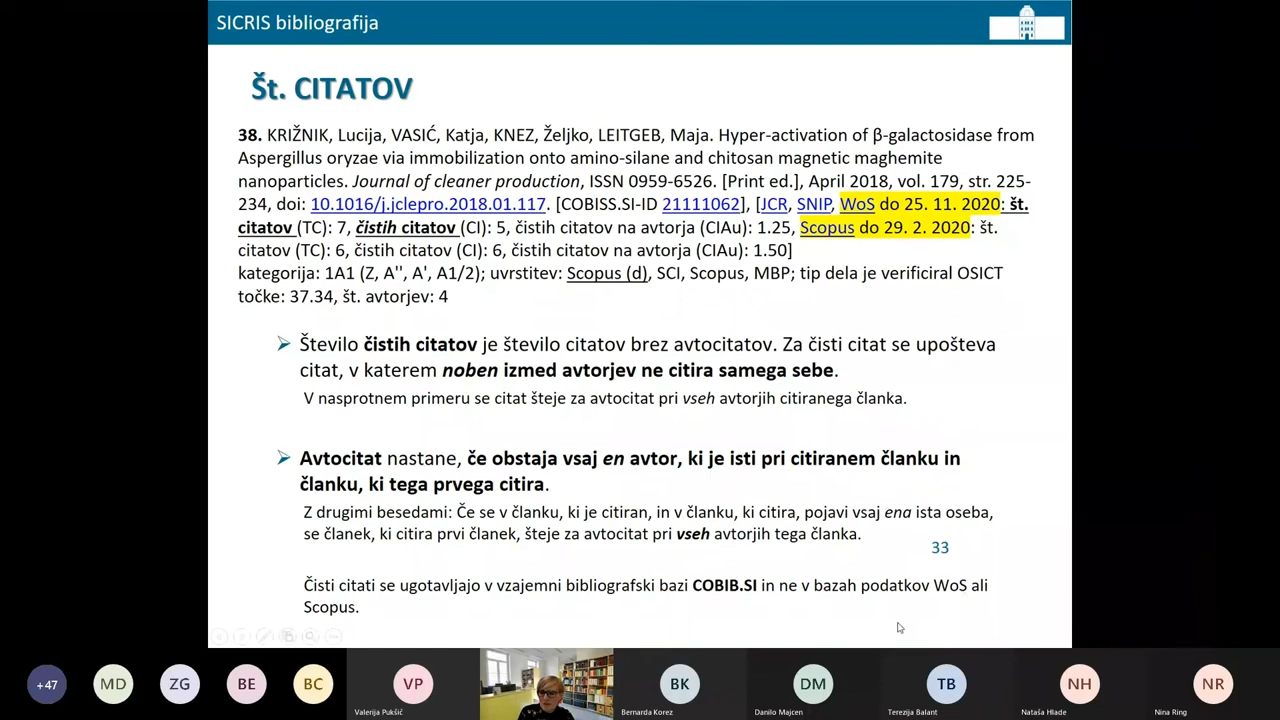 SICRIS bibliografija
Št. CITATOV
38. KRIŽNIK, Lucija, VASIĆ, Katja, KNEZ, Željko, LEITGEB, Maja. Hyper-activation of β-galactosidase from
Aspergillus oryzae via immobilization onto amino-silane and chitosan magnetic maghemite
nanoparticles. Journal of cleaner production, ISSN 0959-6526. [Print ed.], April 2018, vol. 179, str. 225-
234, doi: 10.1016/j.jclepro.2018.01.117. [COBISS.SI-ID 21111062], [JCR, SNIP, WoS do 25. 11. 2020: št.
citatov (TC): 7, čistih citatov (CI): 5, čistih citatov na avtorja (CIAu): 1.25, Scopus do 29. 2. 2020: št.
citatov (TC): 6, čistih citatov (CI): 6, čistih citatov na avtorja (CIAu): 1.50]
kategorija: 1A1 (Z, A'', A', A1/2); uvrstitev: Scopus (d), SCI, Scopus, MBP; tip dela je verificiral OSICT
točke: 37.34, št. avtorjev: 4
Število čistih citatov je število citatov brez avtocitatov. Za čisti citat se upošteva
citat, v katerem noben izmed avtorjev ne citira samega sebe.
V nasprotnem primeru se citat šteje za avtocitat pri vseh avtorjih citiranega članka.
Avtocitat nastane, če obstaja vsaj en avtor, ki je isti pri citiranem članku in
članku, ki tega prvega citira.
Z drugimi besedami: Če se v članku, ki je citiran, in v članku, ki citira, pojavi vsaj ena ista oseba,
se članek, ki citira prvi članek, šteje za avtocitat pri vseh avtorjih tega članka.
33
Čisti citati se ugotavljajo v vzajemni bibliografski bazi COBIB.SI in ne v bazah podatkov WoS ali
Scopus.
+47 MD ZG BE BC VP BK DM TB NH NR
Valerija Pukšič Bernarda Korez Danilo Majcen Terezija Balant Nataša Hlade Nina Ring